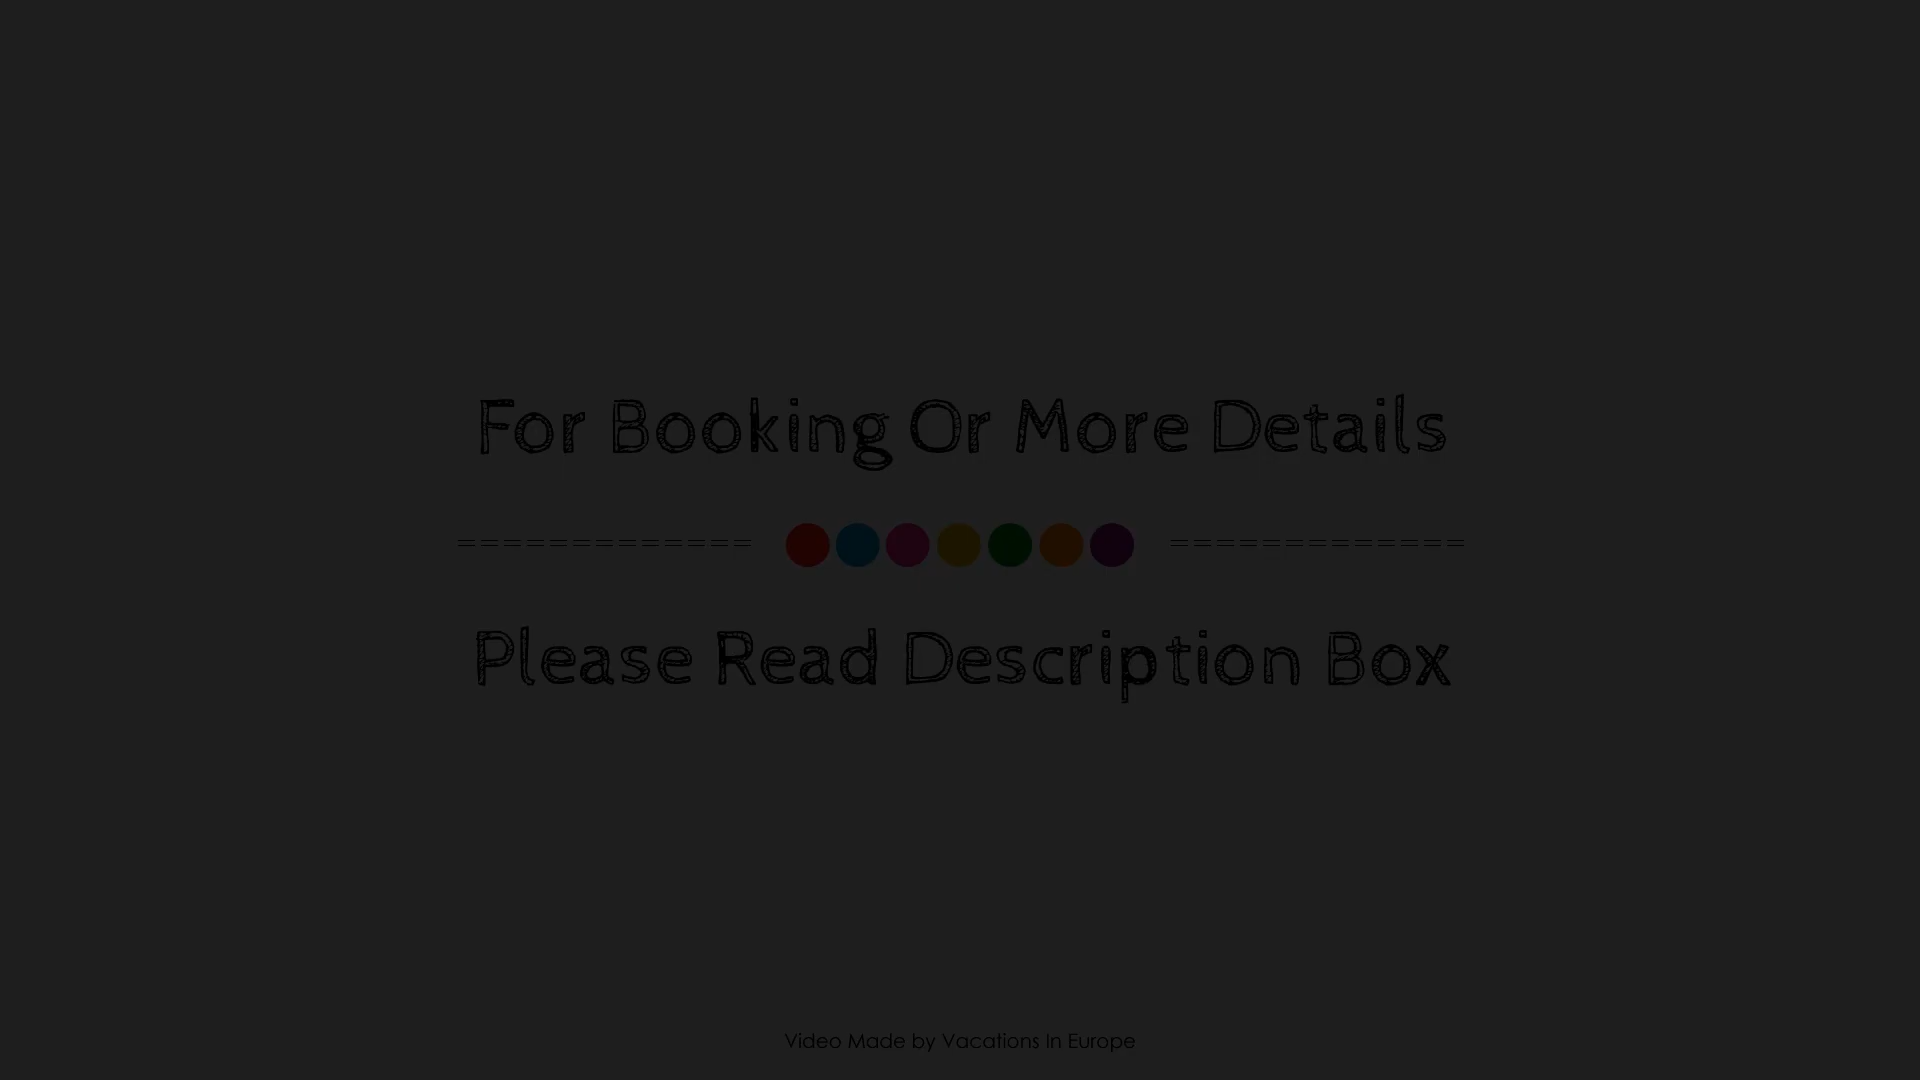 For Booking Or More Details
============= =============
Please Read Description Box
Video Made by Vacations In Europe